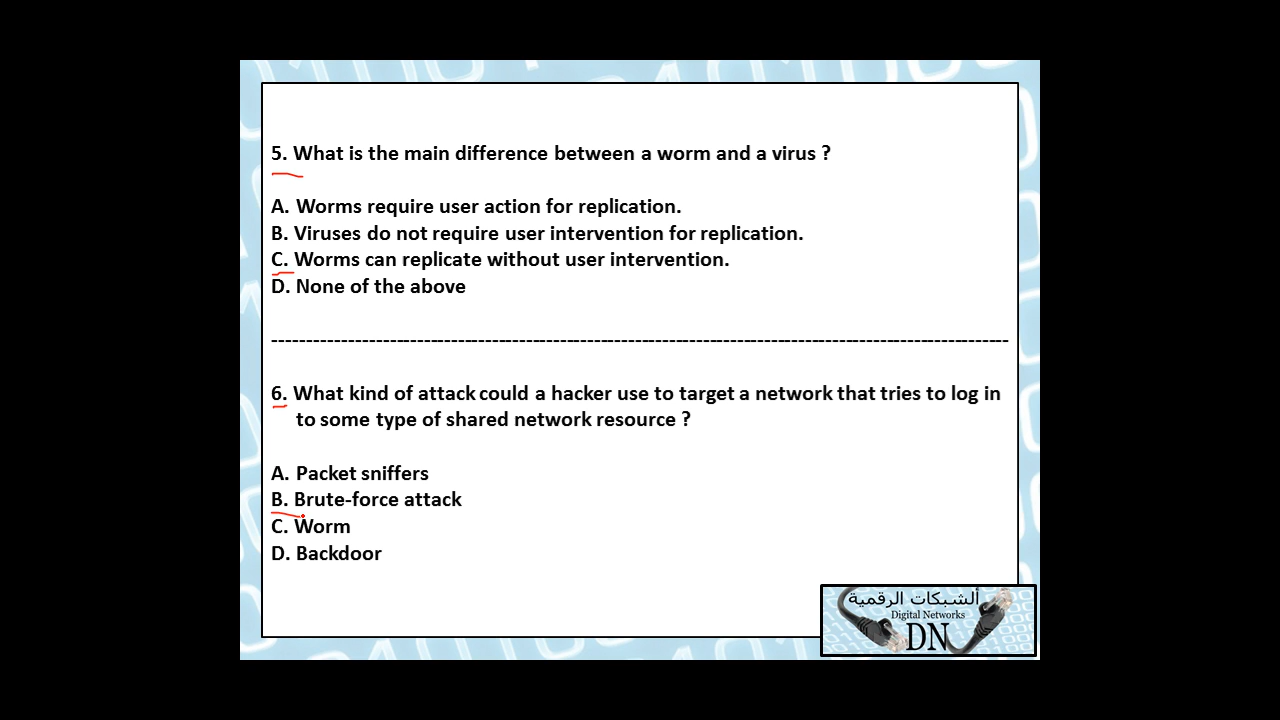 5. What is the main difference between a worm and a virus ?
A. Worms require user action for replication.
B. Viruses do not require user intervention for replication.
C. Worms can replicate without user intervention.
D. None of the above
6. What kind of attack could a hacker use to target a network that tries to log in
to some type of shared network resource ?
A. Packet sniffers
B. Brute-force attack
C. Worm
D. Backdoor
ألشبكات الرقمية
Digital Networks
DN